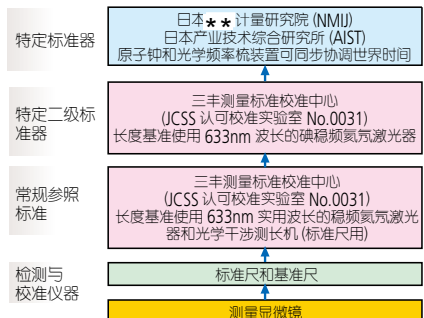 特定标准器
日本**计量研究院 (NMIJ)
日本产业技术综合研究所 (AIST)
原子钟和光学频率梳装置可同步协调世界时间
特定二级标
准器
三丰测量标准校准中心
(JCSS 认可校准实验室 No.0031)
长度基准使用 633nm 波长的碘稳频氦氖激光器
常规参照
标准
三丰测量标准校准中心
(JCSS 认可校准实验室 No.0031)
长度基准使用 633nm 实用波长的稳频氦氖激光
器和光学干涉测长机 (标准尺用)
检测与
校准仪器
标准尺和基准尺
测量显微镜